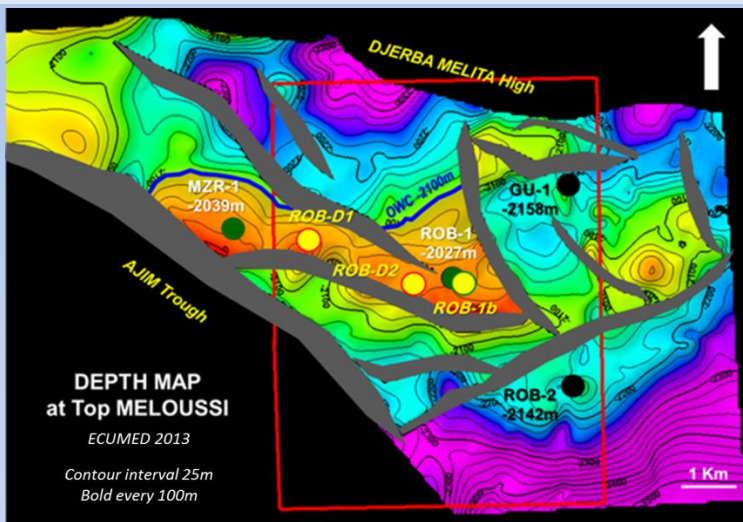 DJERBA MELITA High
MZR-1
-2039m
ROB-D1
OWC -2100m
GU-1
-2158m
ROB-1
-2027m
ROB-D2
ROB-1b
AJIM Trough
DEPTH MAP
at Top MELOUSSI
ECUMED 2013
Contour interval 25m
Bold every 100m
ROB-2
-2142m
1 Km